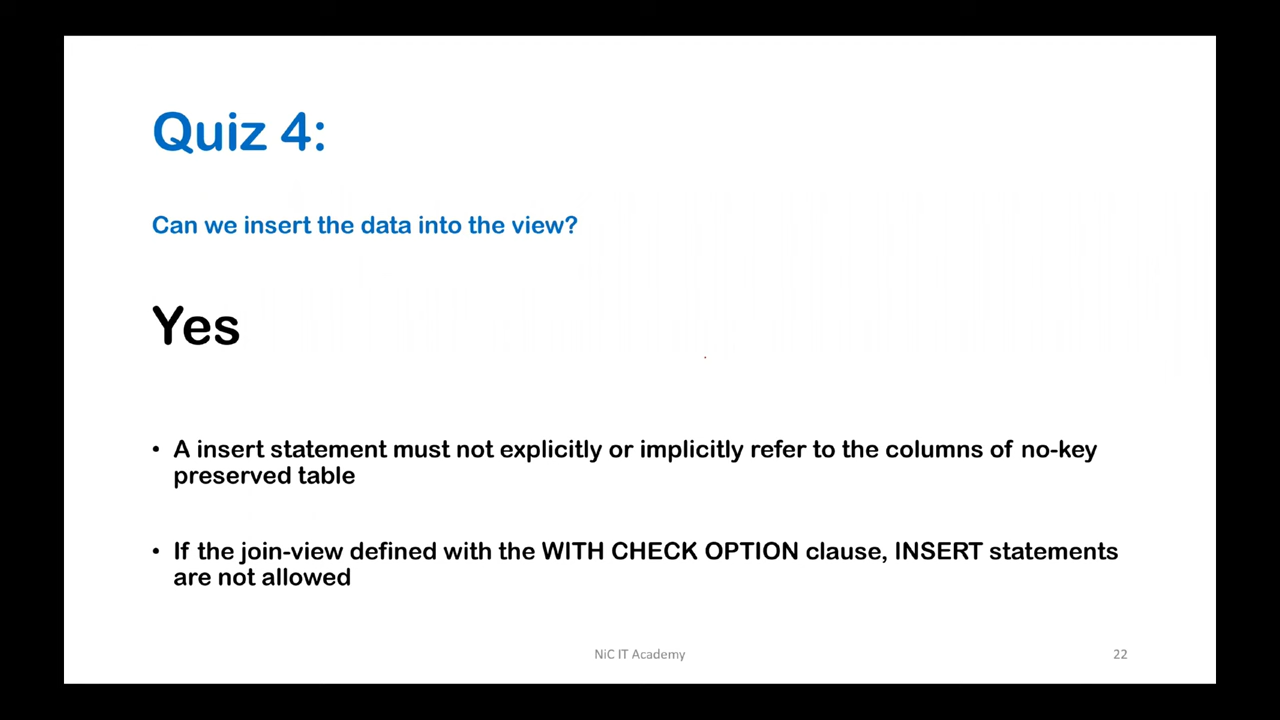 Quiz 4:
Can we insert the data into the view?
Yes
• A insert statement must not explicitly or implicitly refer to the columns of no-key
preserved table
• If the join-view defined with the WITH CHECK OPTION clause, INSERT statements
are not allowed
NiC IT Academy
22